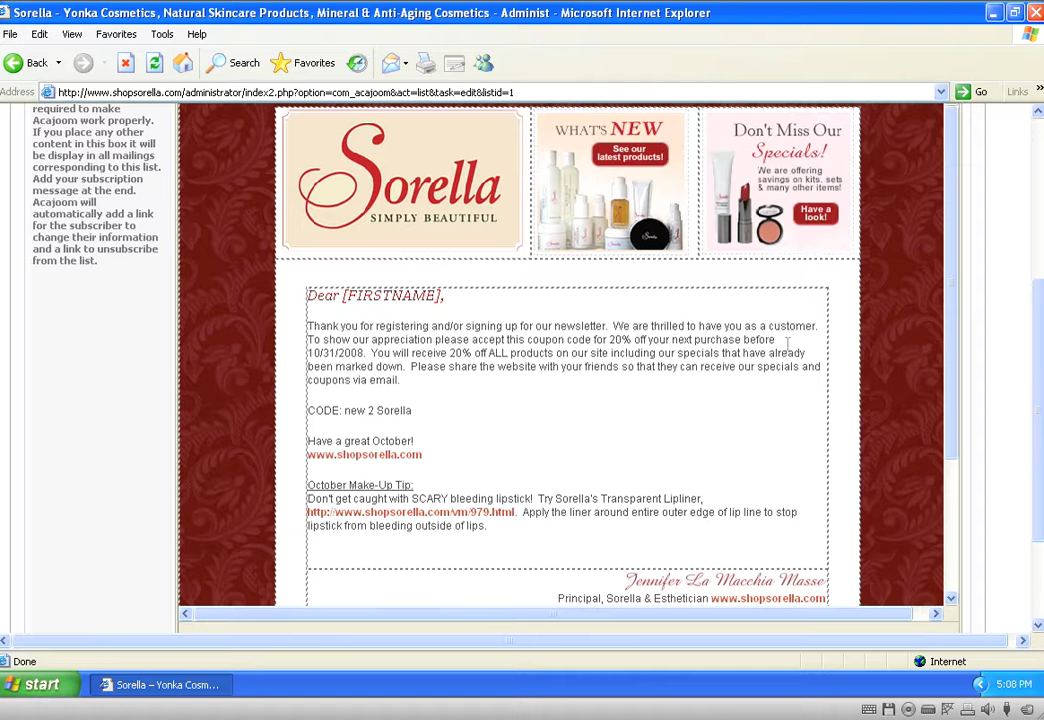 Sorella - Yonka Cosmetics, Natural Skincare Products, Mineral & Anti-Aging Cosmetics - Administ - Microsoft Internet Explorer
File Edit View Favorites Tools Help
Back Search Favorites
Address http://www.shopsorella.com/administrator/index2.php?option=com_acajoom&act=list&task=edit&listid=1 Go Links »
required to make
Acajoom work properly.
If you place any other
content in this box it will
be display in all mailings
corresponding to this list.
Add your subscription
message at the end.
Acajoom will
automatically add a link
for the subscriber to
change their information
and a link to unsubscribe
from the list.
Sorella
SIMPLY BEAUTIFUL
WHAT'S NEW
See our
latest products!
Sorella
Don't Miss Our
Specials!
We are offering
savings on kits, sets
& many other items!
Have a
look!
Dear [FIRSTNAME],
Thank you for registering and/or signing up for our newsletter. We are thrilled to have you as a customer.
To show our appreciation please accept this coupon code for 20% off your next purchase before
10/31/2008. You will receive 20% off ALL products on our site including our specials that have already
been marked down. Please share the website with your friends so that they can receive our specials and
coupons via email.
CODE: new 2 Sorella
Have a great October!
www.shopsorella.com
October Make-Up Tip:
Don't get caught with SCARY bleeding lipstick! Try Sorella's Transparent Lipliner,
http://www.shopsorella.com/vm/979.html. Apply the liner around entire outer edge of lip line to stop
lipstick from bleeding outside of lips.
Jennifer La Macchia Masse
Principal, Sorella & Esthetician www.shopsorella.com
Done Internet
start Sorella – Yonka Cosm... 5:08 PM